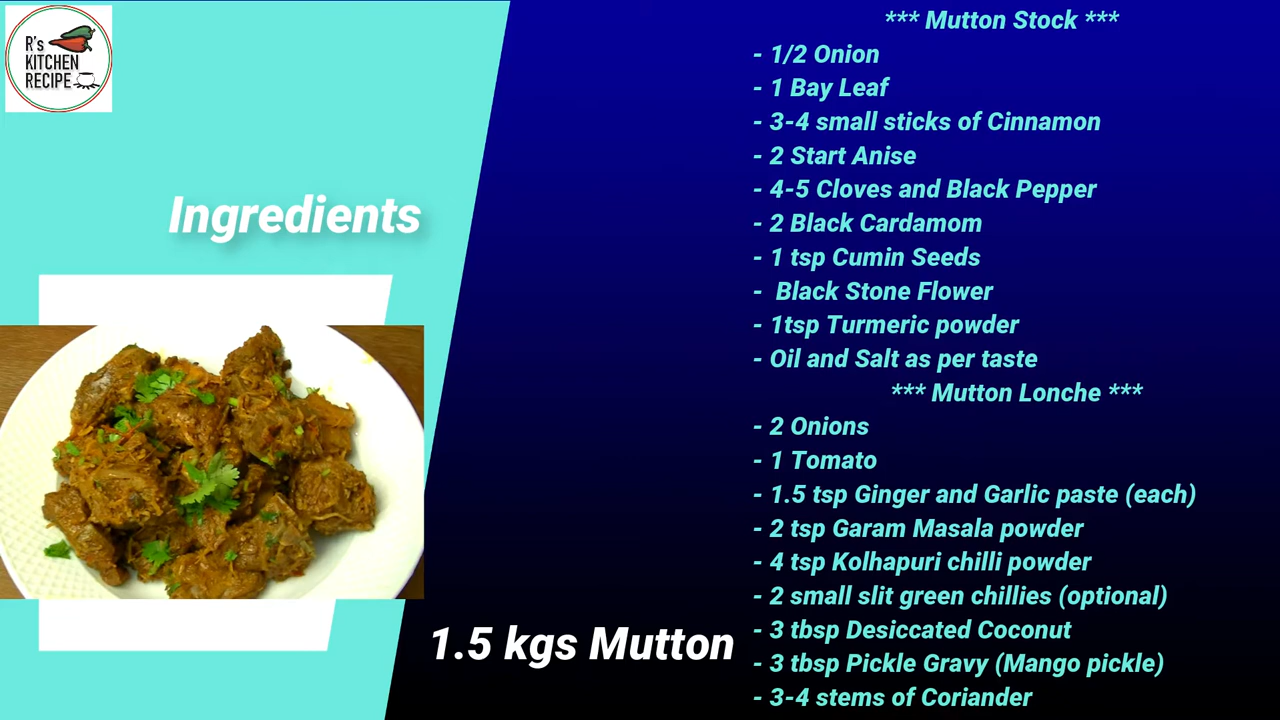 R's
KITCHEN
RECIPE
Ingredients
1.5 kgs Mutton
*** Mutton Stock ***
- 1/2 Onion
- 1 Bay Leaf
- 3-4 small sticks of Cinnamon
- 2 Start Anise
- 4-5 Cloves and Black Pepper
- 2 Black Cardamom
- 1 tsp Cumin Seeds
- Black Stone Flower
- 1tsp Turmeric powder
- Oil and Salt as per taste
*** Mutton Lonche ***
- 2 Onions
- 1 Tomato
- 1.5 tsp Ginger and Garlic paste (each)
- 2 tsp Garam Masala powder
- 4 tsp Kolhapuri chilli powder
- 2 small slit green chillies (optional)
- 3 tbsp Desiccated Coconut
- 3 tbsp Pickle Gravy (Mango pickle)
- 3-4 stems of Coriander